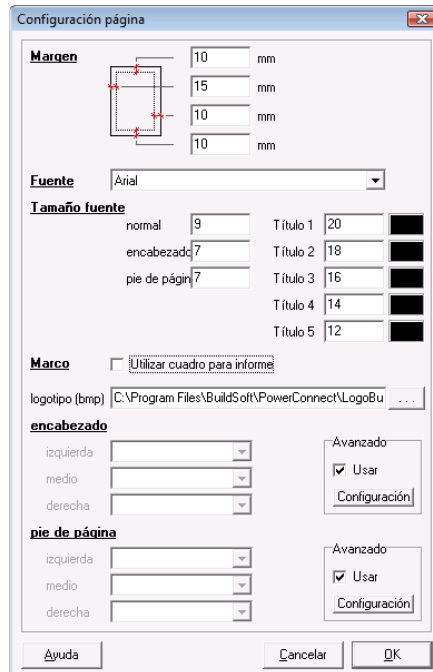 Configuración página
Margen
10 mm
15 mm
10 mm
10 mm
Fuente Arial
Tamaño fuente
normal 9 Título 1 20
encabezado 7 Título 2 18
pie de págin 7 Título 3 16
Título 4 14
Título 5 12
Marco Utilizar cuadro para informe
logotipo (bmp) C:\Program Files\BuildSoft\PowerConnect\LogoBu ...
encabezado
izquierda
medio
derecha
Avanzado
Usar
Configuración
pie de página
izquierda
medio
derecha
Avanzado
Usar
Configuración
Ayuda Cancelar OK